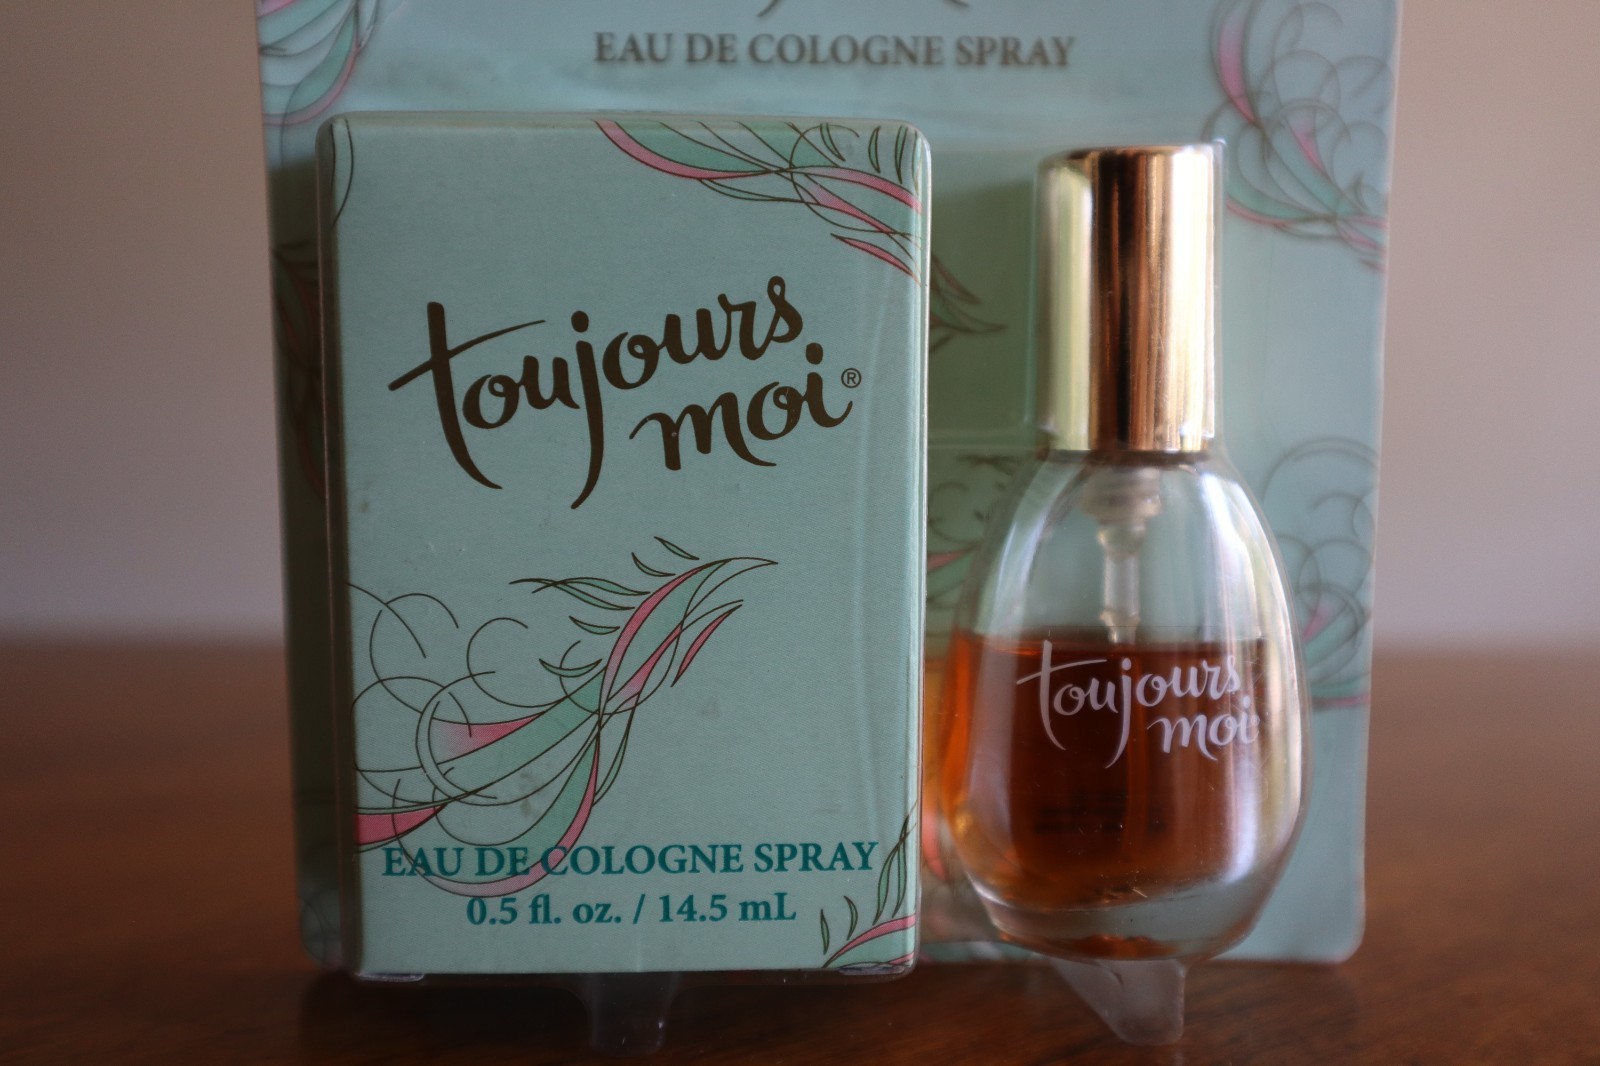 EAU DE COLOGNE SPRAY
toujours
moi®
EAU DE COLOGNE SPRAY
0.5 fl. oz. / 14.5 mL
toujours
moi